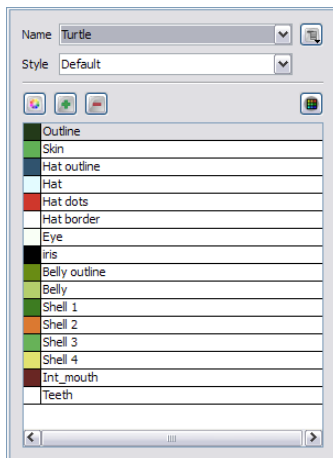 Name Turtle
Style Default
Outline
Skin
Hat outline
Hat
Hat dots
Hat border
Eye
iris
Belly outline
Belly
Shell 1
Shell 2
Shell 3
Shell 4
Int_mouth
Teeth